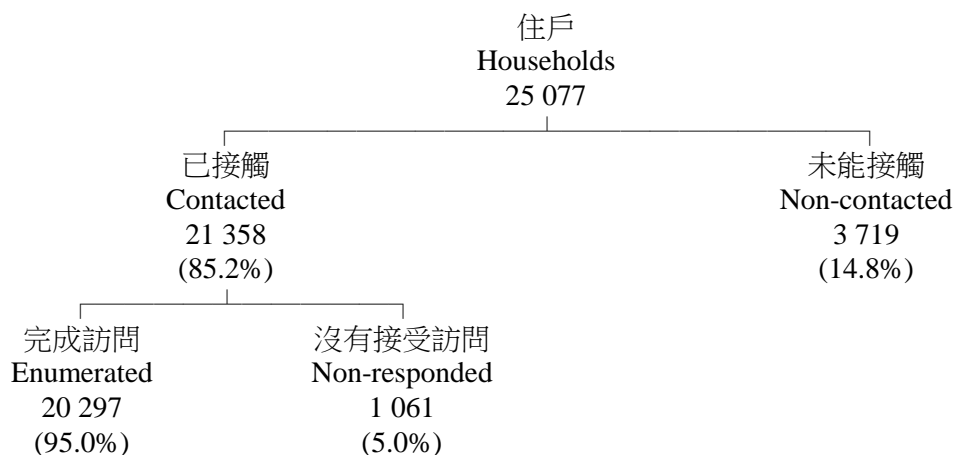 住戶
Households
25 077
已接觸
Contacted
21 358
(85.2%)
未能接觸
Non-contacted
3 719
(14.8%)
完成訪問
Enumerated
20 297
(95.0%)
沒有接受訪問
Non-responded
1 061
(5.0%)